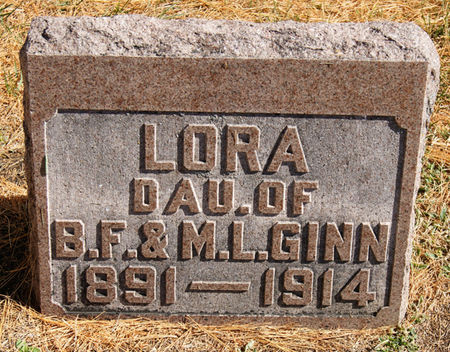 LORA
DAU. OF
B.F. & M.L. GINN
1891 — 1914